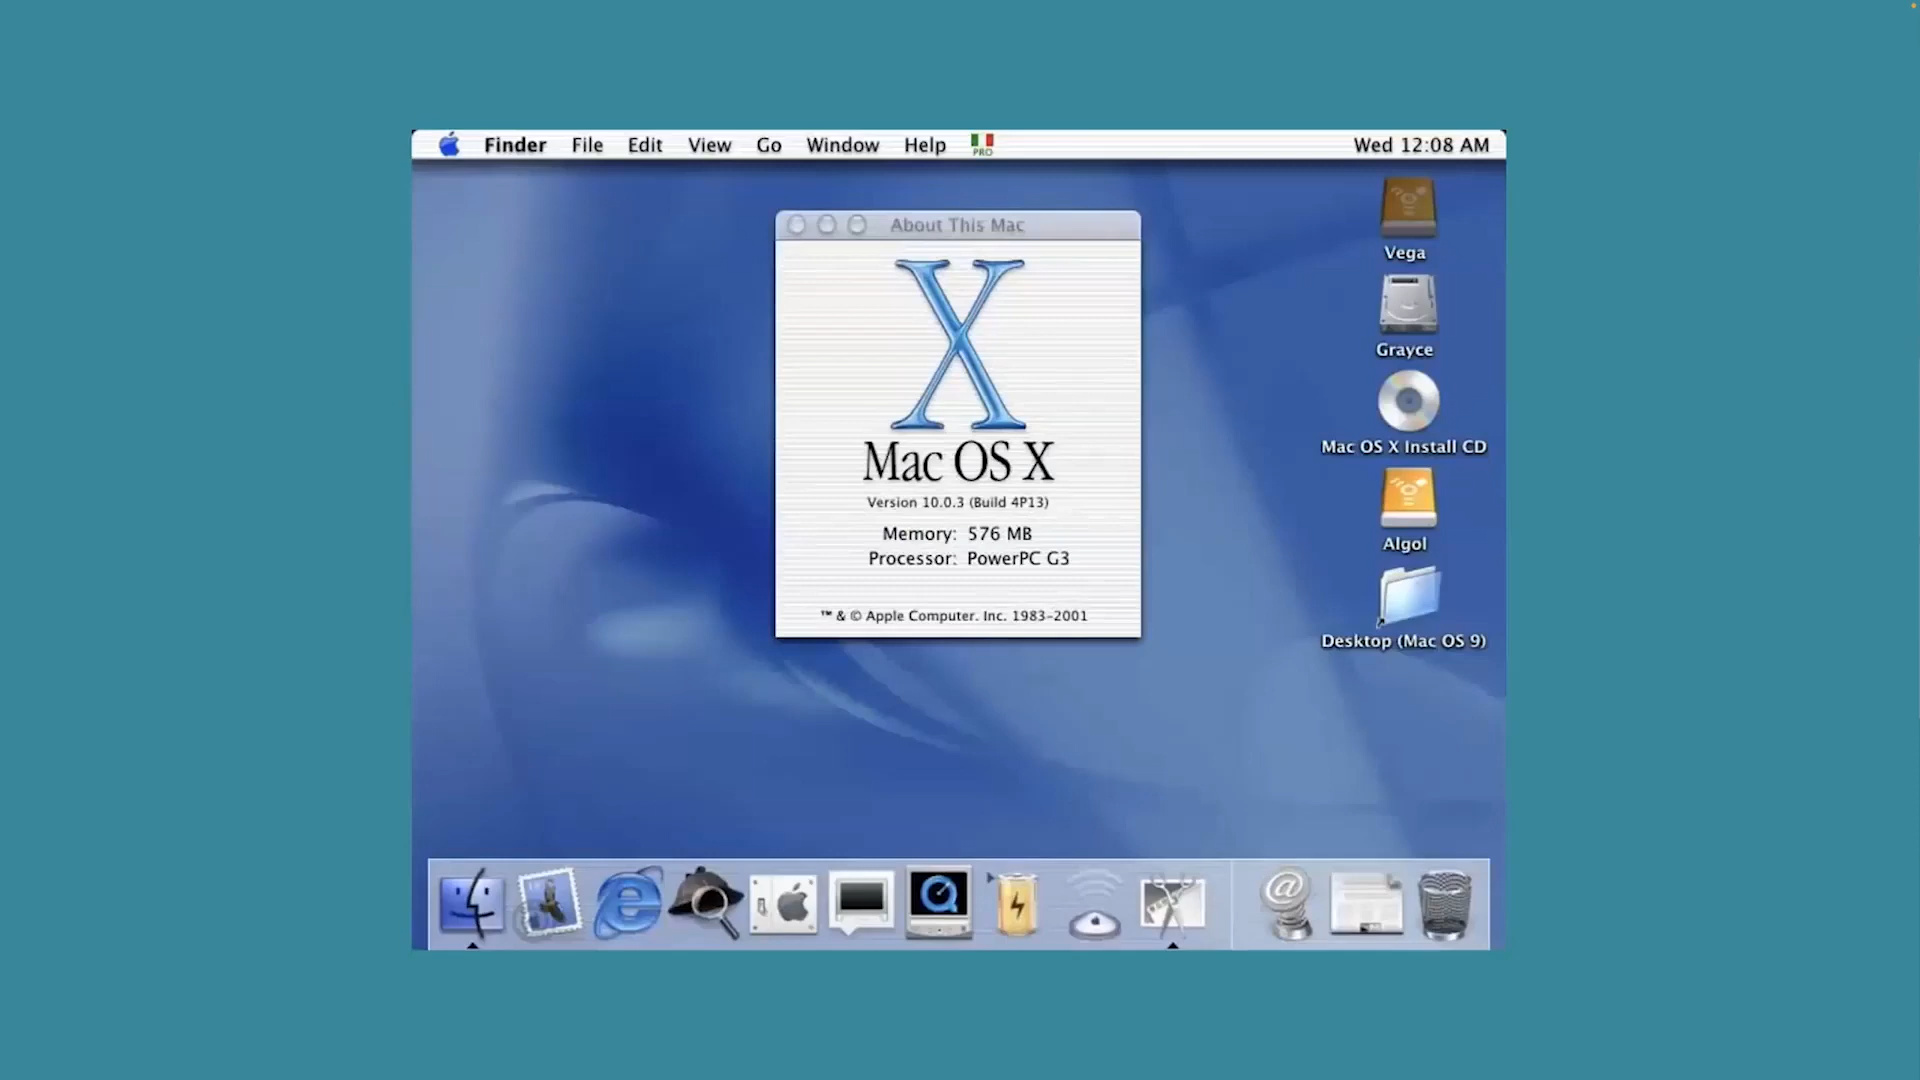 Finder File Edit View Go Window Help PRO Wed 12:08 AM
About This Mac
X
Mac OS X
Version 10.0.3 (Build 4P13)
Memory: 576 MB
Processor: PowerPC G3
™ & © Apple Computer, Inc. 1983-2001
Vega
Grayce
Mac OS X Install CD
Algol
Desktop (Mac OS 9)
@